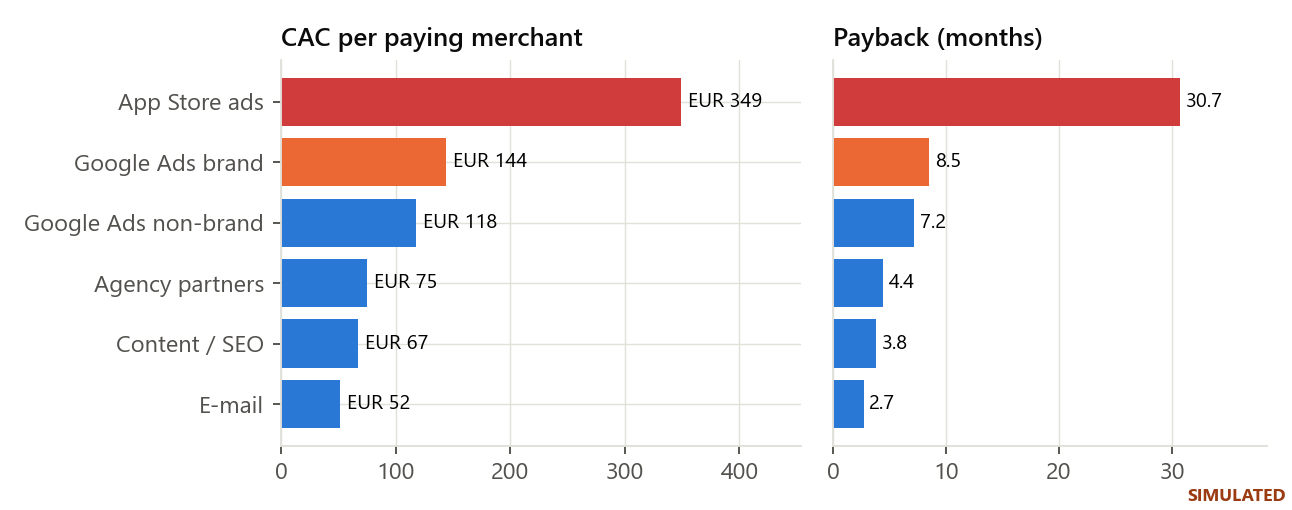 CAC per paying merchant
App Store ads
EUR 349
Google Ads brand
EUR 144
Google Ads non-brand
EUR 118
Agency partners
EUR 75
Content / SEO
EUR 67
E-mail
EUR 52
0 100 200 300 400
Payback (months)
30.7
8.5
7.2
4.4
3.8
2.7
0 10 20 30
SIMULATED